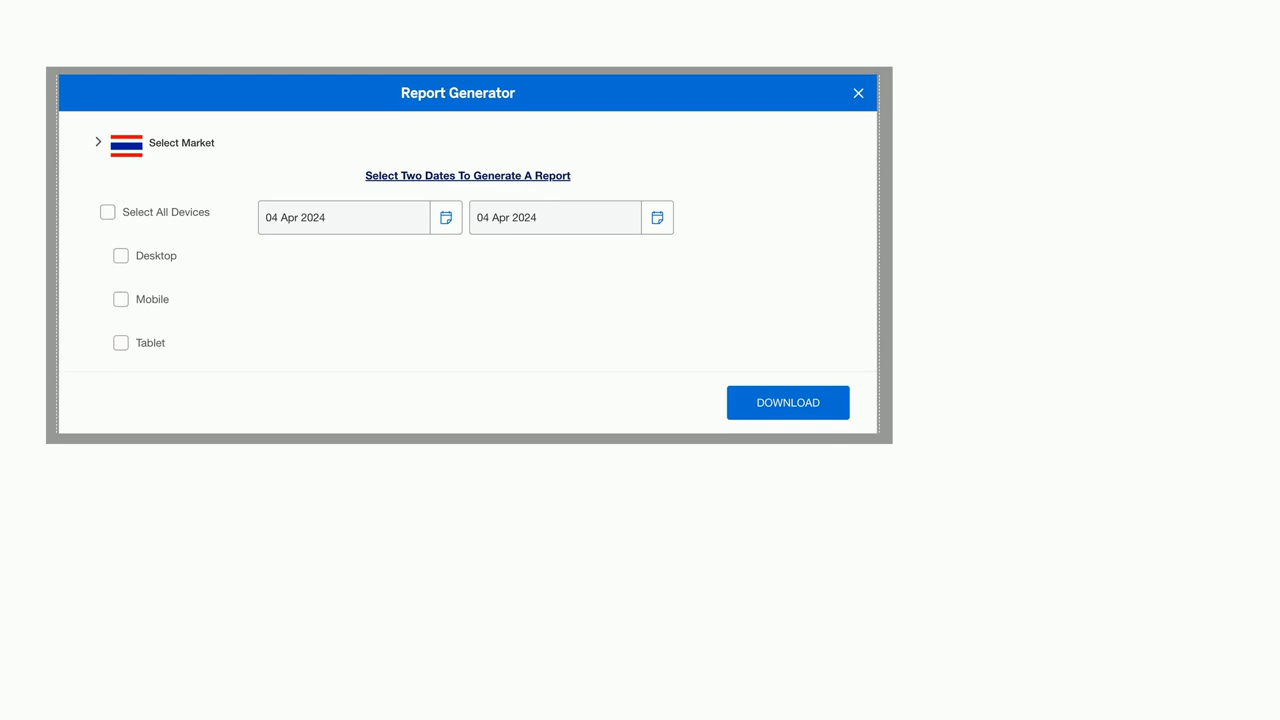 Report Generator
Select Market
Select Two Dates To Generate A Report
Select All Devices
04 Apr 2024
04 Apr 2024
Desktop
Mobile
Tablet
DOWNLOAD